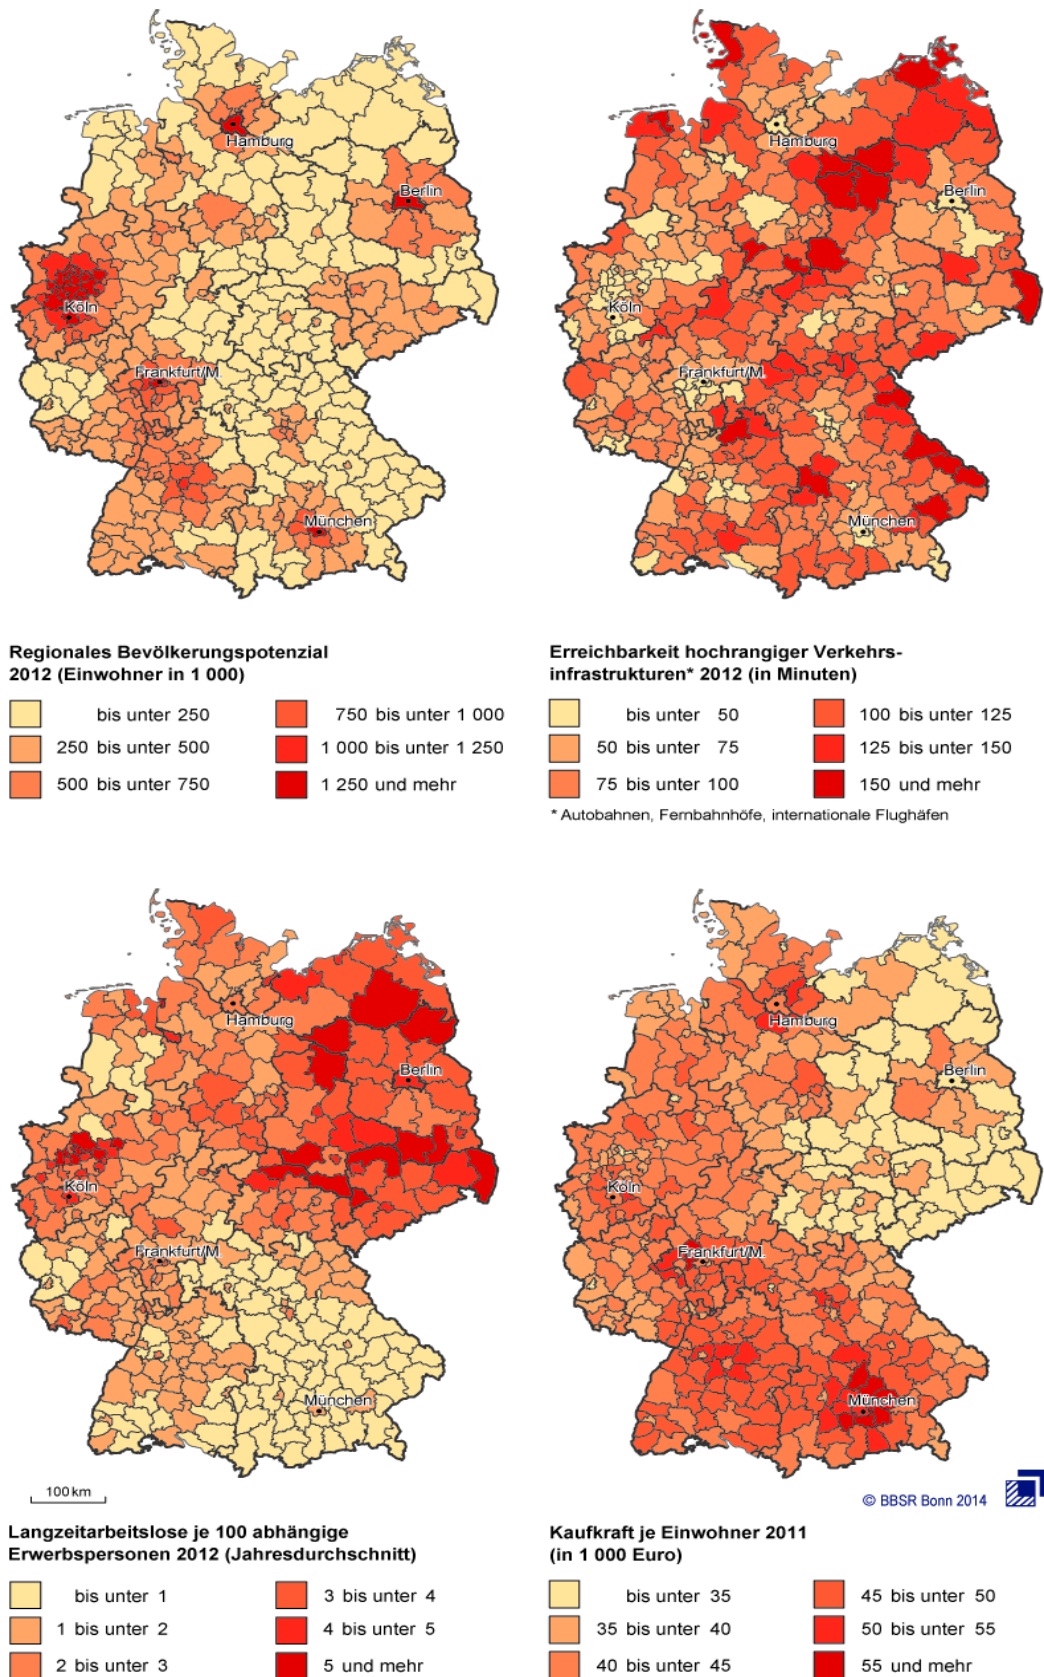 Hamburg
Berlin
Köln
Frankfurt/M.
München
Hamburg
Berlin
Köln
Frankfurt/M.
München
Regionales Bevölkerungspotenzial
2012 (Einwohner in 1 000)
bis unter 250
250 bis unter 500
500 bis unter 750
750 bis unter 1 000
1 000 bis unter 1 250
1 250 und mehr
Erreichbarkeit hochrangiger Verkehrs-
infrastrukturen* 2012 (in Minuten)
bis unter 50
50 bis unter 75
75 bis unter 100
100 bis unter 125
125 bis unter 150
150 und mehr
* Autobahnen, Fernbahnhöfe, internationale Flughäfen
Hamburg
Berlin
Köln
Frankfurt/M.
München
Hamburg
Berlin
Köln
Frankfurt/M.
München
100 km
© BBSR Bonn 2014
Langzeitarbeitslose je 100 abhängige
Erwerbspersonen 2012 (Jahresdurchschnitt)
bis unter 1
1 bis unter 2
2 bis unter 3
3 bis unter 4
4 bis unter 5
5 und mehr
Kaufkraft je Einwohner 2011
(in 1 000 Euro)
bis unter 35
35 bis unter 40
40 bis unter 45
45 bis unter 50
50 bis unter 55
55 und mehr